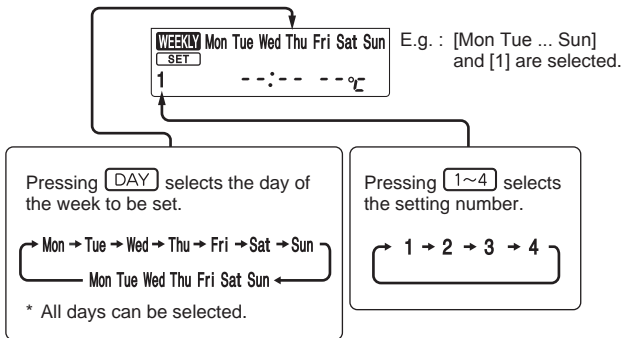 WEEKLY Mon Tue Wed Thu Fri Sat Sun
SET
1 --:-- --°C
E.g. : [Mon Tue ... Sun]
and [1] are selected.
Pressing DAY selects the day of
the week to be set.
Mon → Tue → Wed → Thu → Fri → Sat → Sun
Mon Tue Wed Thu Fri Sat Sun
* All days can be selected.
Pressing 1~4 selects
the setting number.
1 → 2 → 3 → 4